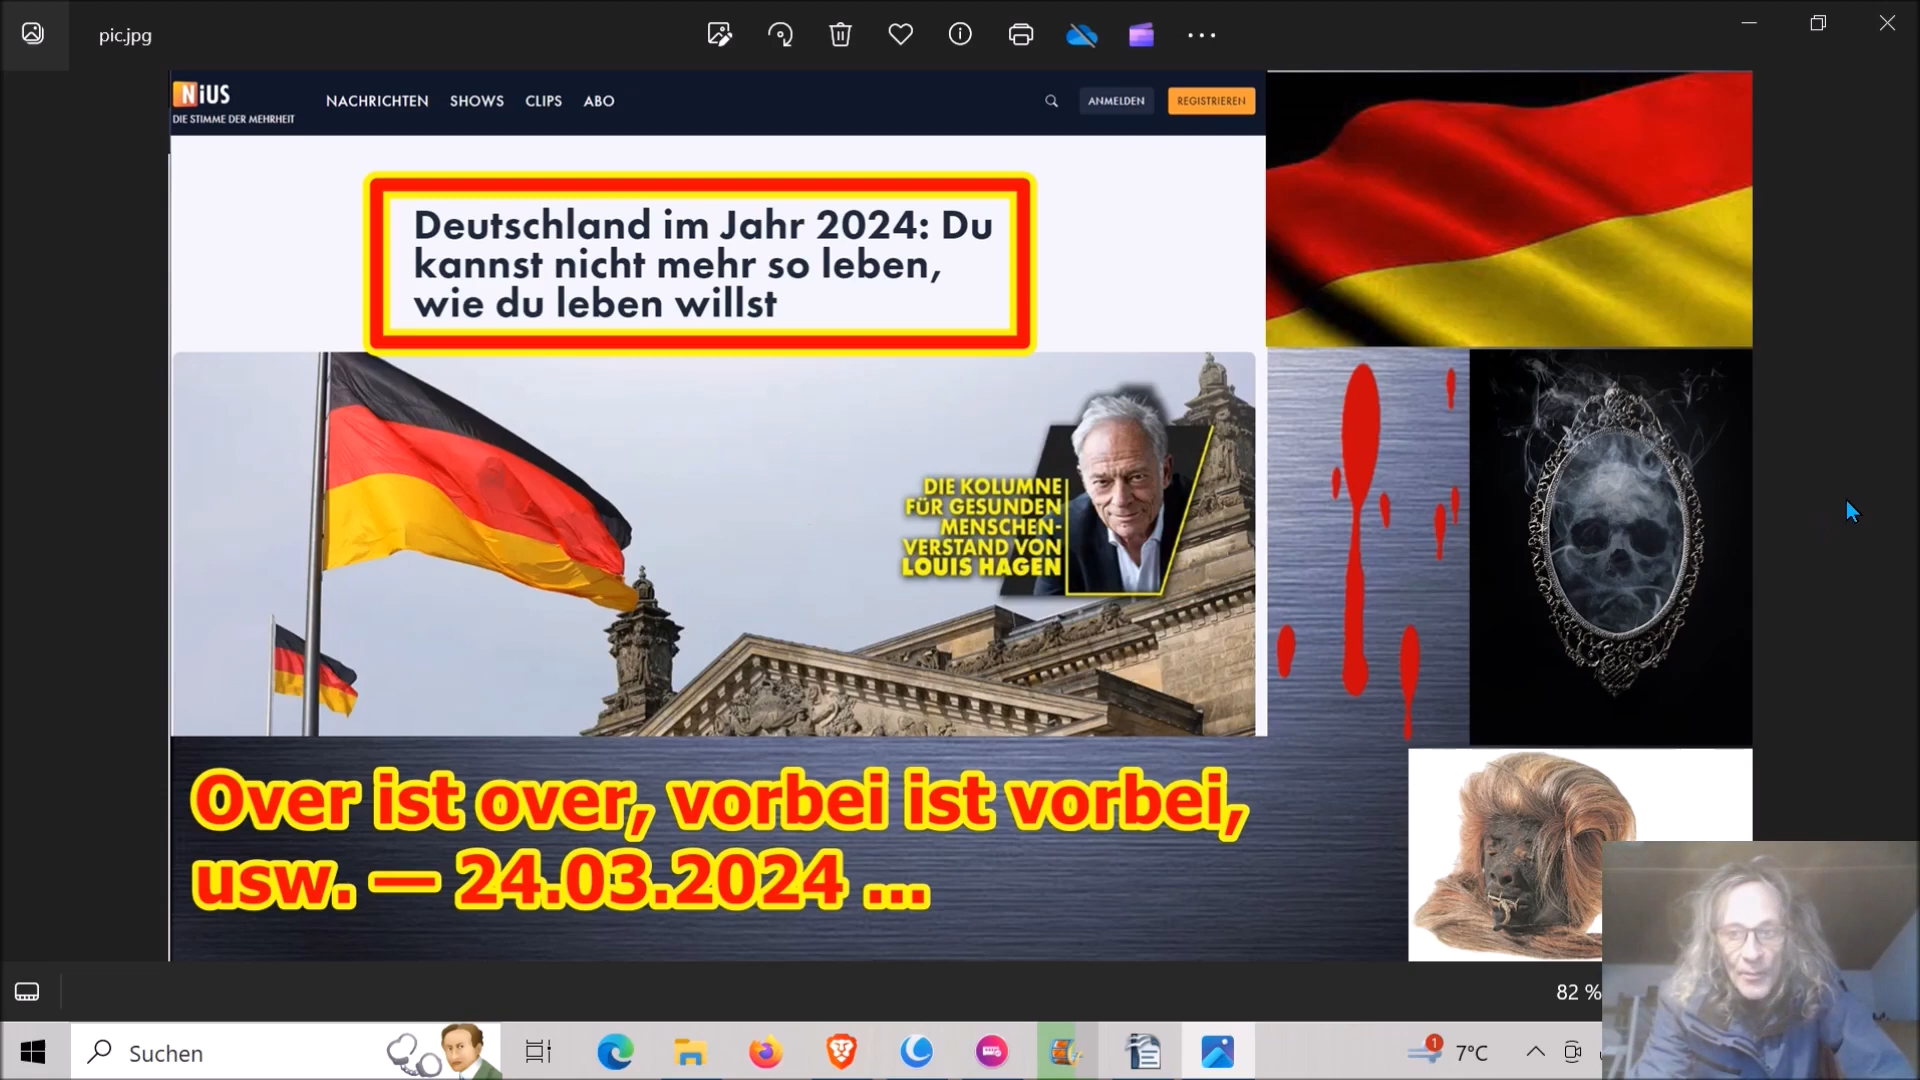 pic.jpg
NiUS
DIE STIMME DER MEHRHEIT
NACHRICHTEN SHOWS CLIPS ABO
ANMELDEN REGISTRIEREN
Deutschland im Jahr 2024: Du
kannst nicht mehr so leben,
wie du leben willst
DIE KOLUMNE
FÜR GESUNDEN
MENSCHEN-
VERSTAND VON
LOUIS HAGEN
Over ist over, vorbei ist vorbei,
usw. — 24.03.2024 ...
82 %
Suchen
1
7°C